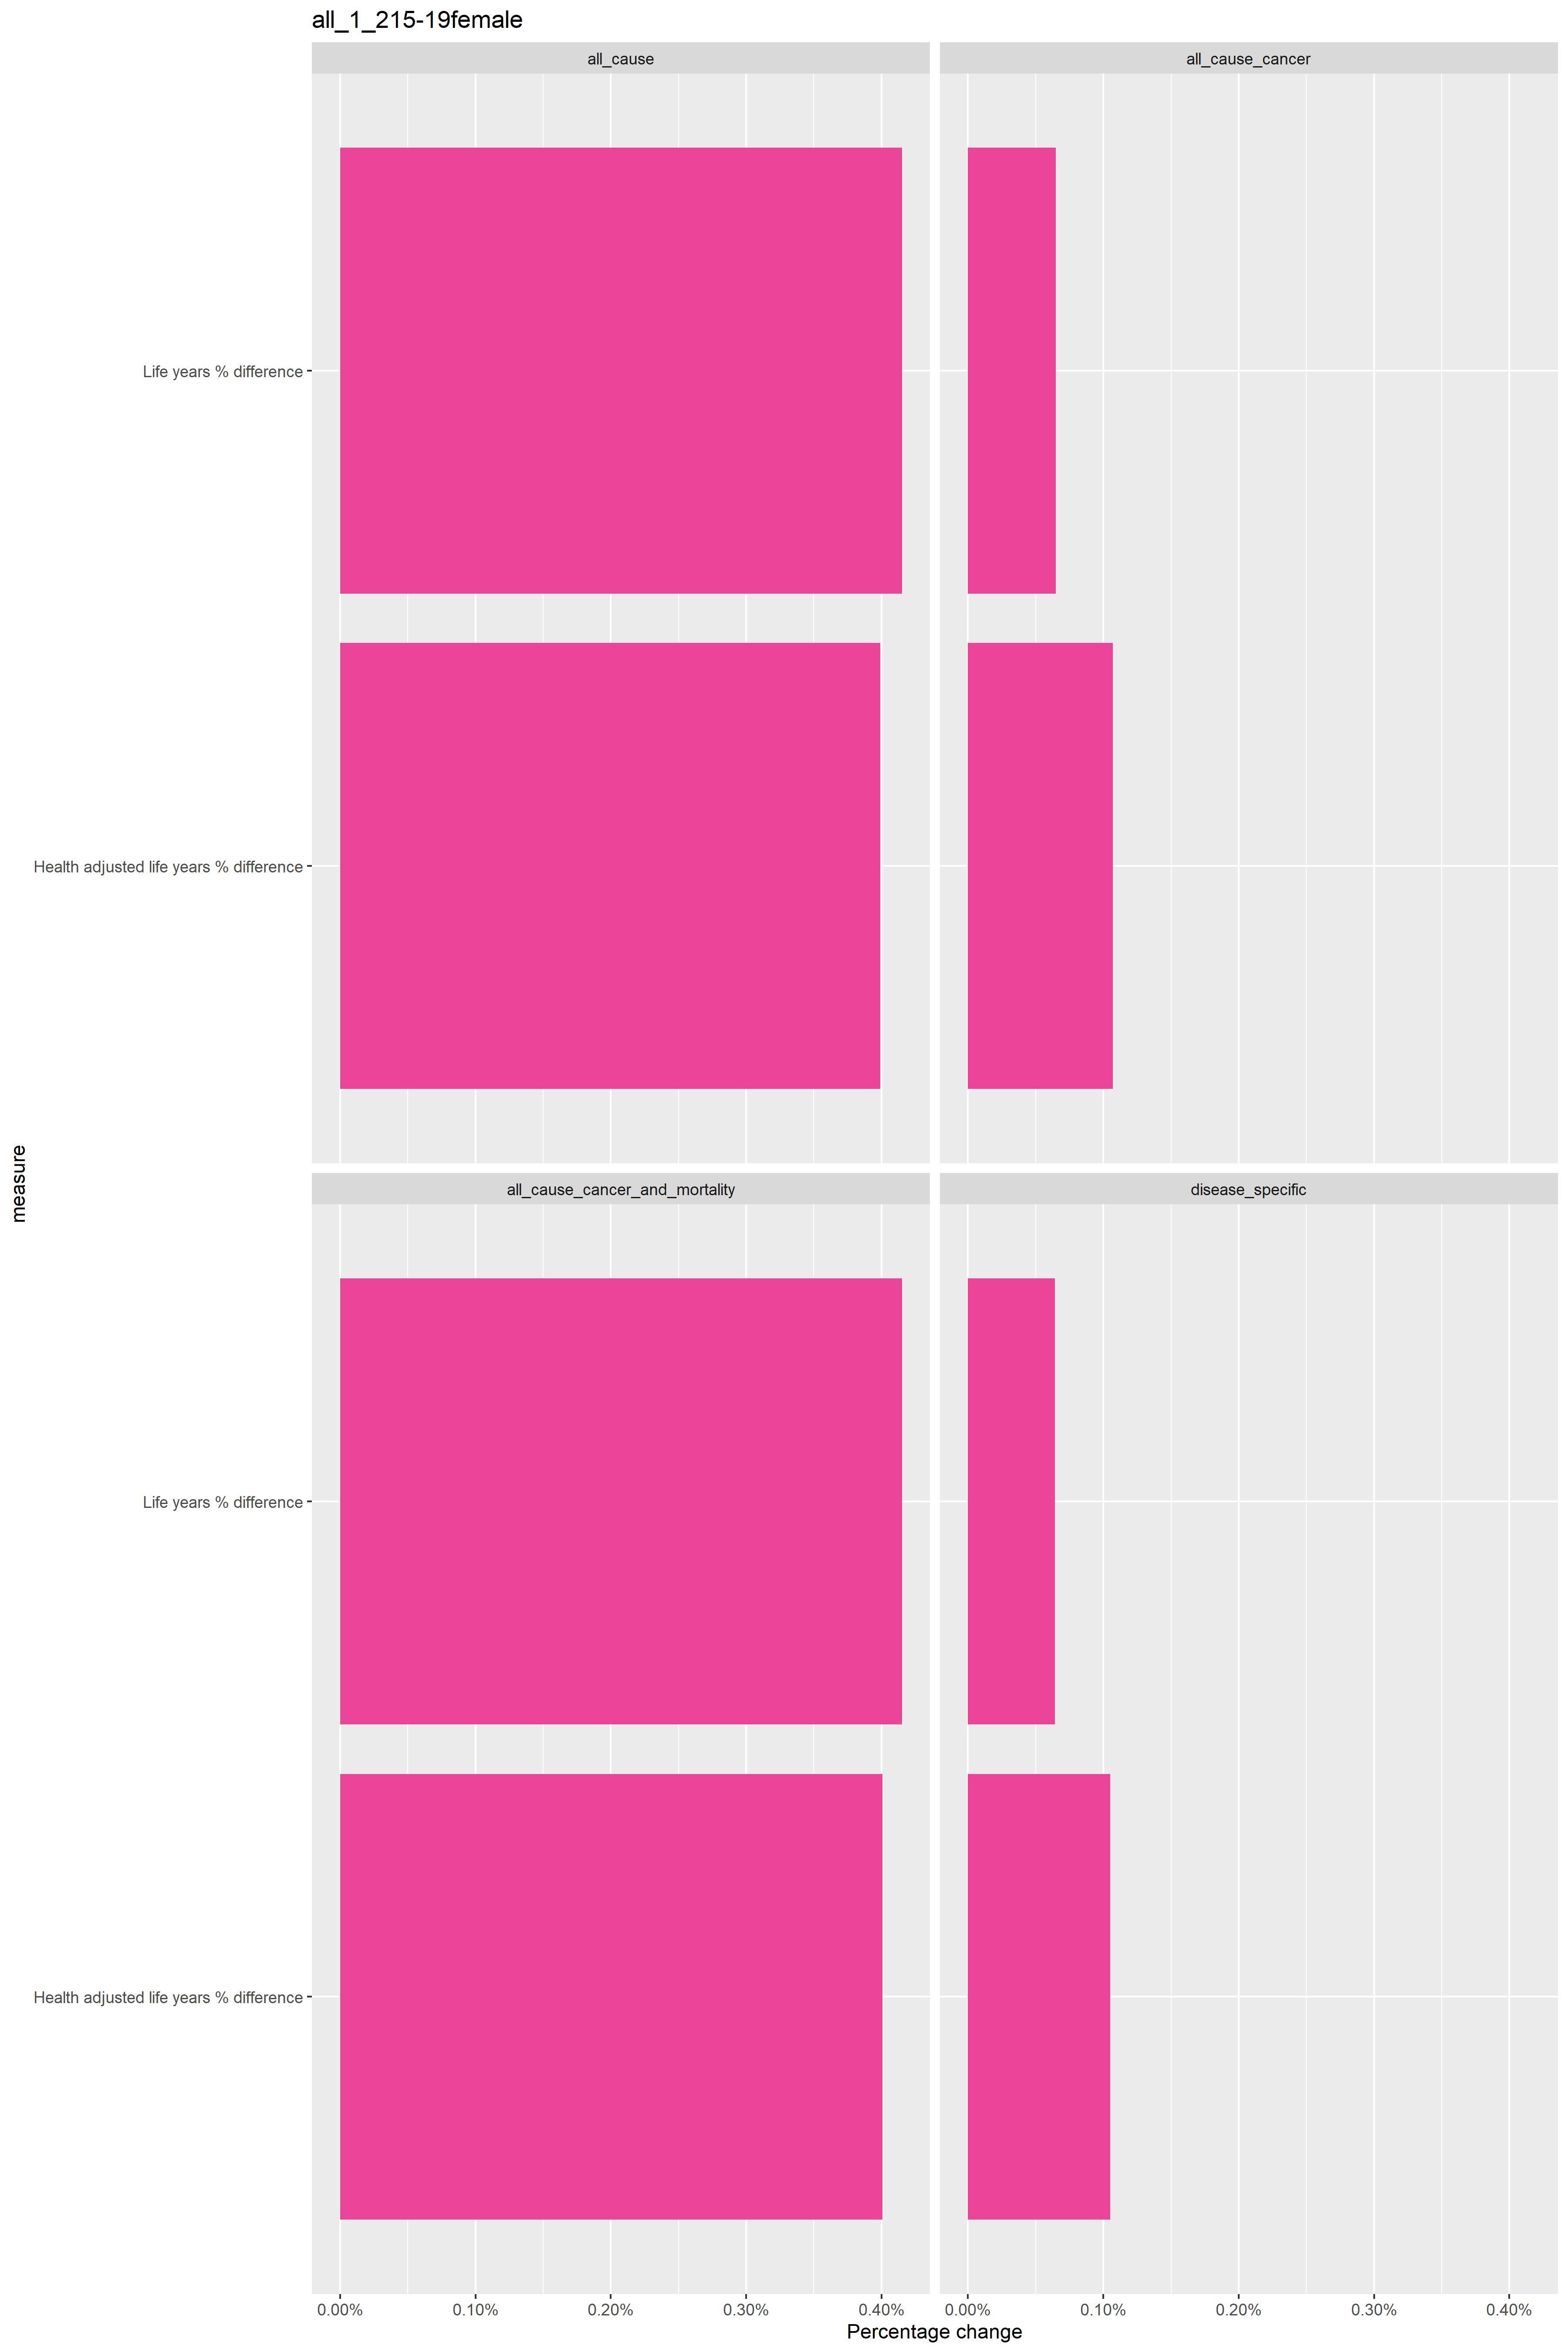 all_1_215-19female
all_cause
all_cause_cancer
Life years % difference
Health adjusted life years % difference
measure
all_cause_cancer_and_mortality
disease_specific
Life years % difference
Health adjusted life years % difference
0.00% 0.10% 0.20% 0.30% 0.40%
0.00% 0.10% 0.20% 0.30% 0.40%
Percentage change